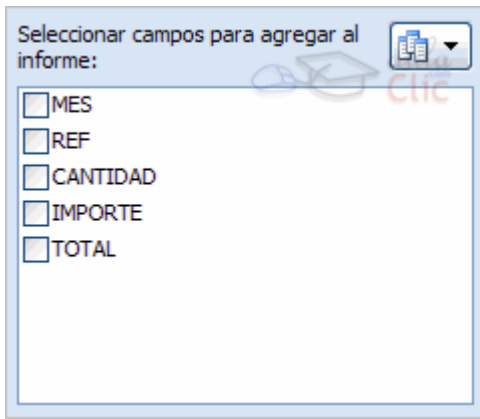 Seleccionar campos para agregar al
informe:
Clic
MES
REF
CANTIDAD
IMPORTE
TOTAL